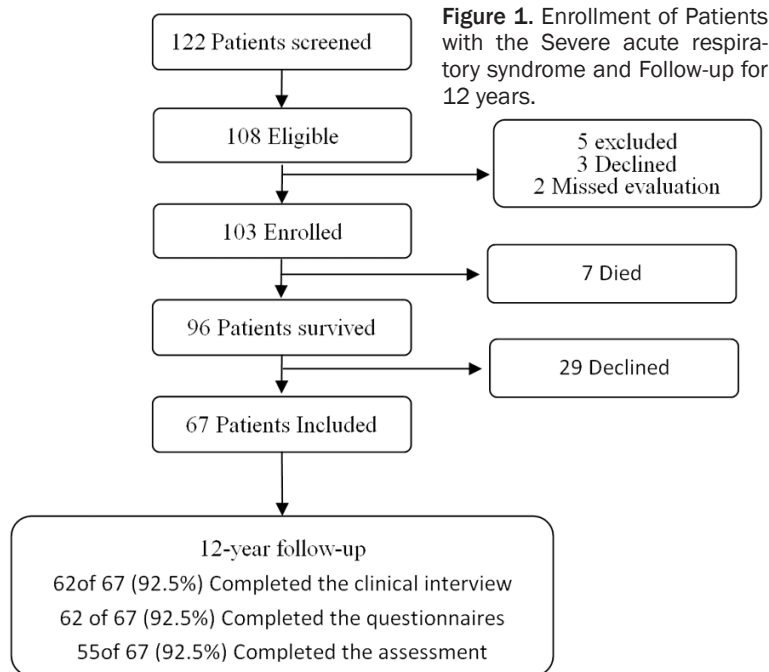 Figure 1. Enrollment of Patients
with the Severe acute respira-
tory syndrome and Follow-up for
12 years.
122 Patients screened
108 Eligible
5 excluded
3 Declined
2 Missed evaluation
103 Enrolled
7 Died
96 Patients survived
29 Declined
67 Patients Included
12-year follow-up
62of 67 (92.5%) Completed the clinical interview
62 of 67 (92.5%) Completed the questionnaires
55of 67 (92.5%) Completed the assessment